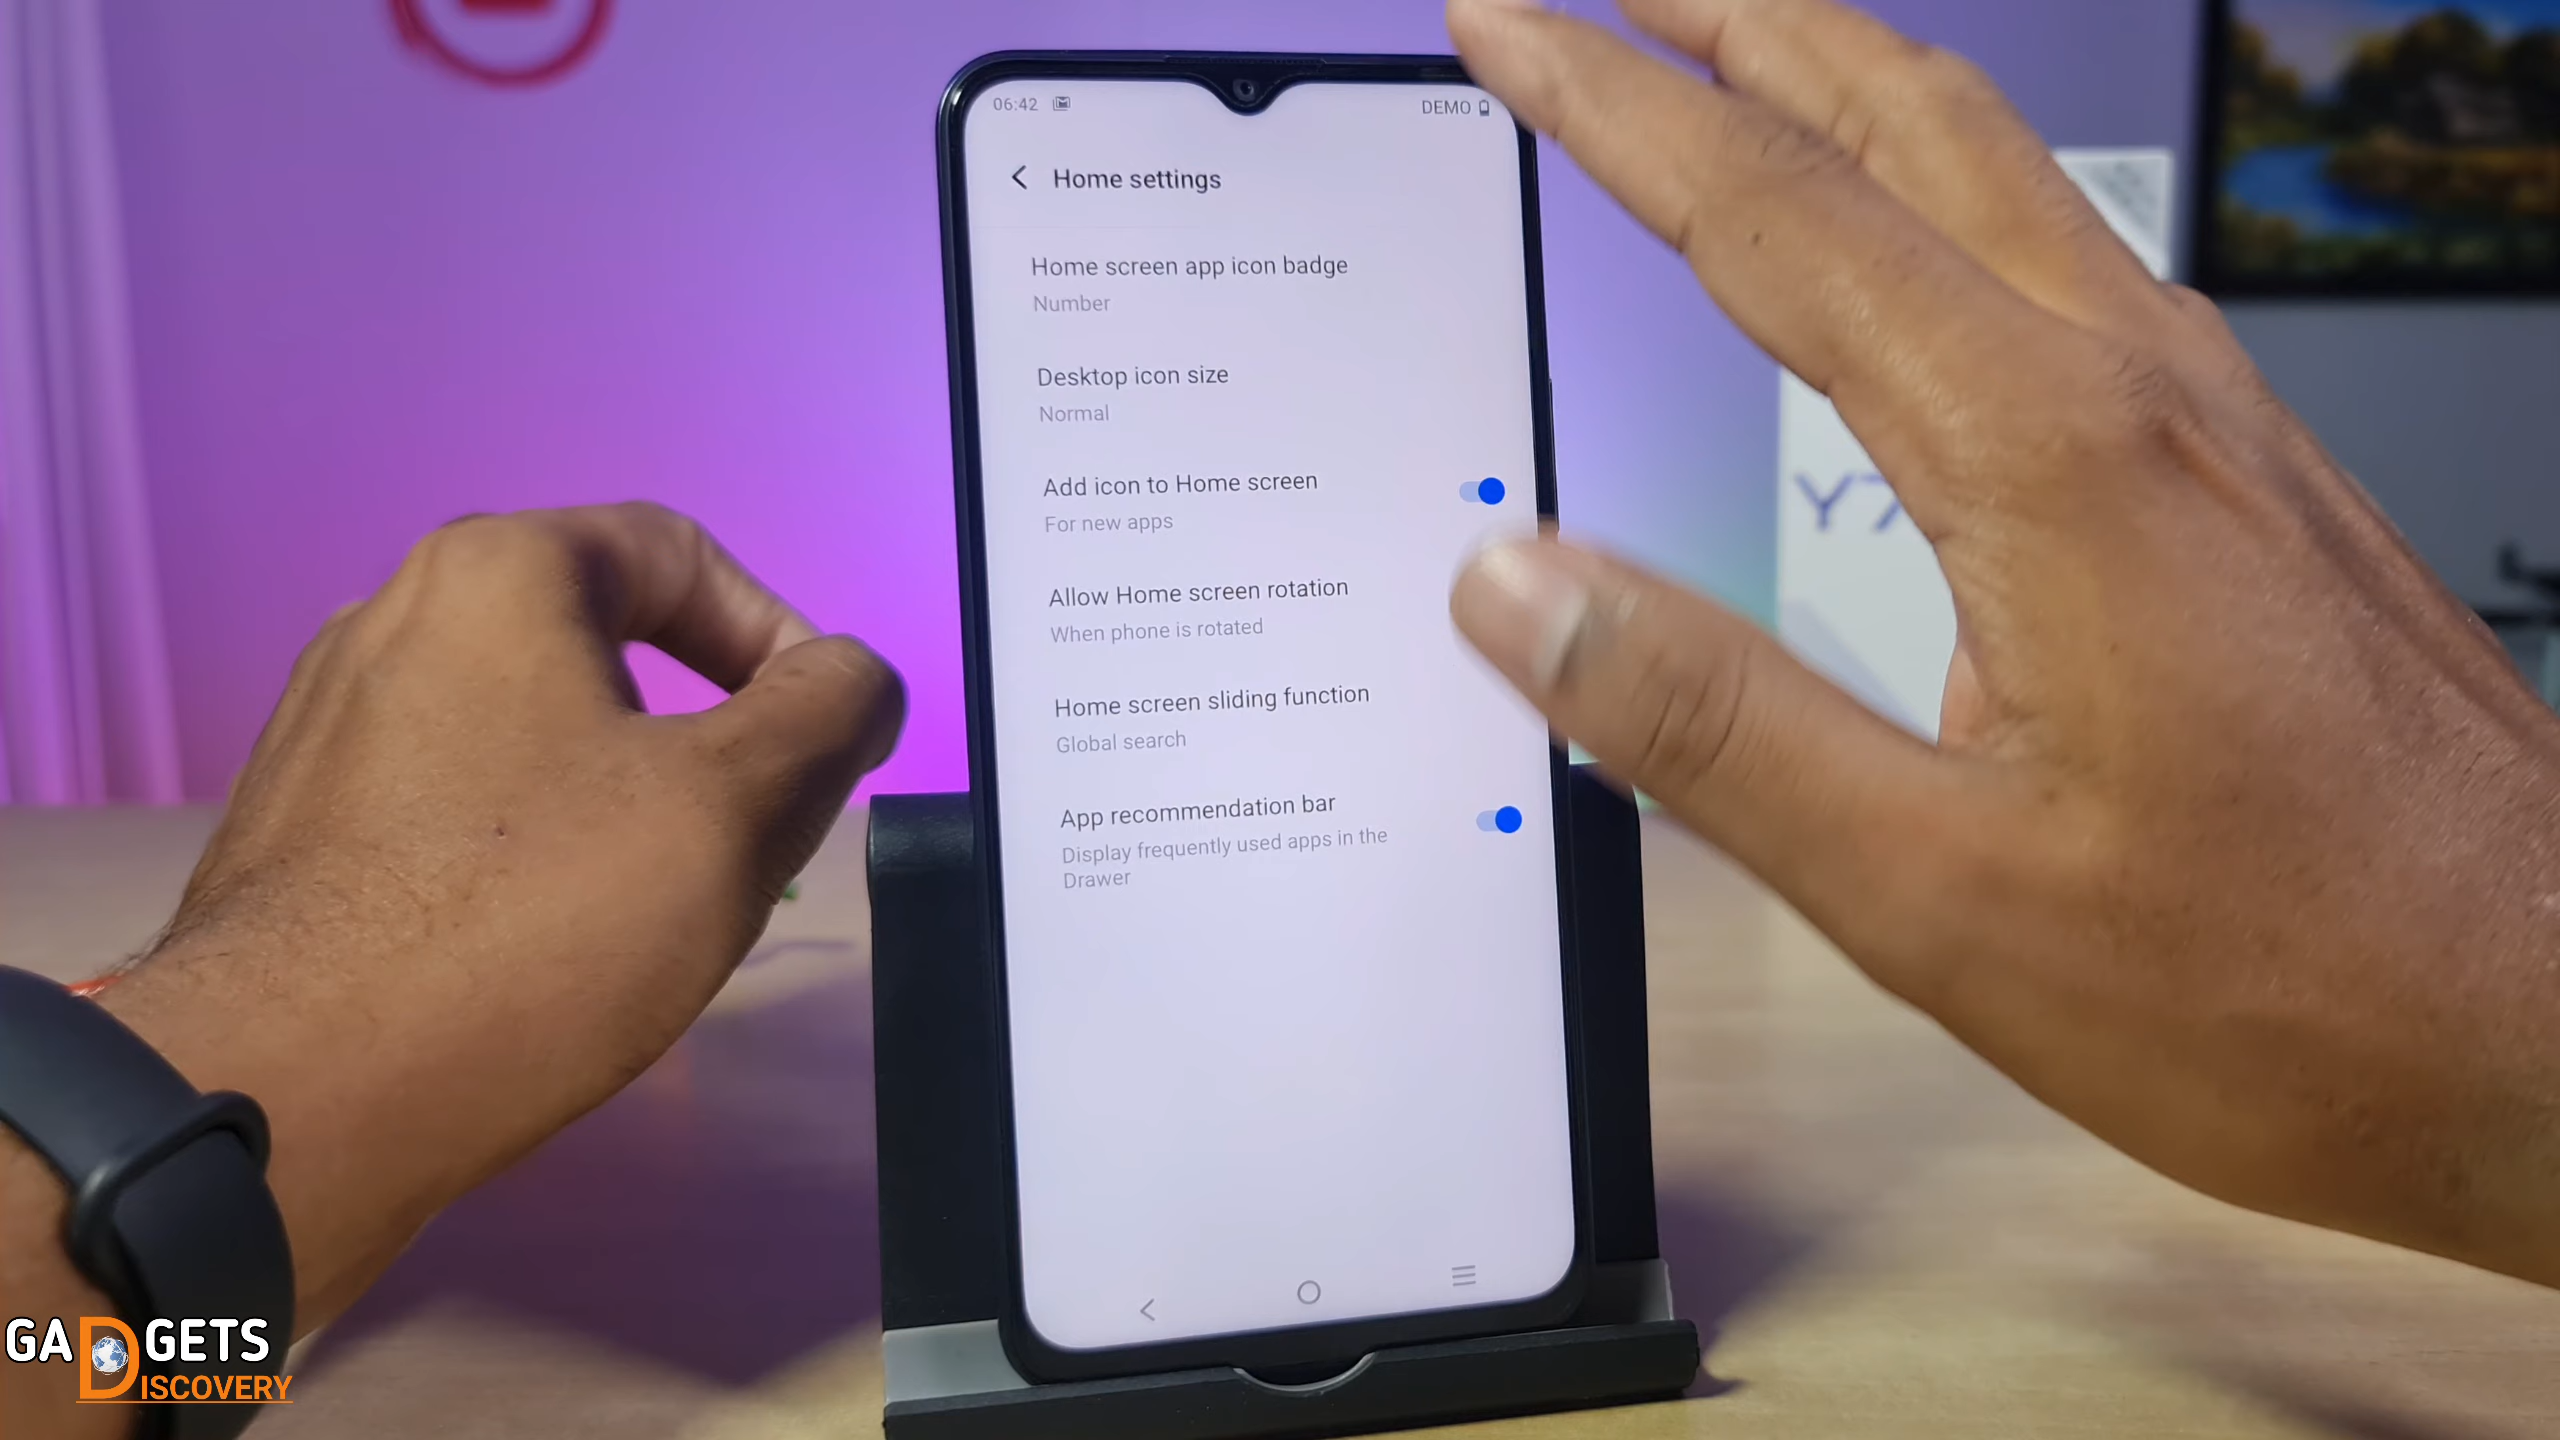 06:42
DEMO
Home settings
Home screen app icon badge
Number
Desktop icon size
Normal
Add icon to Home screen
For new apps
Allow Home screen rotation
When phone is rotated
Home screen sliding function
Global search
App recommendation bar
Display frequently used apps in the
Drawer
Y7
GADGETS
DISCOVERY